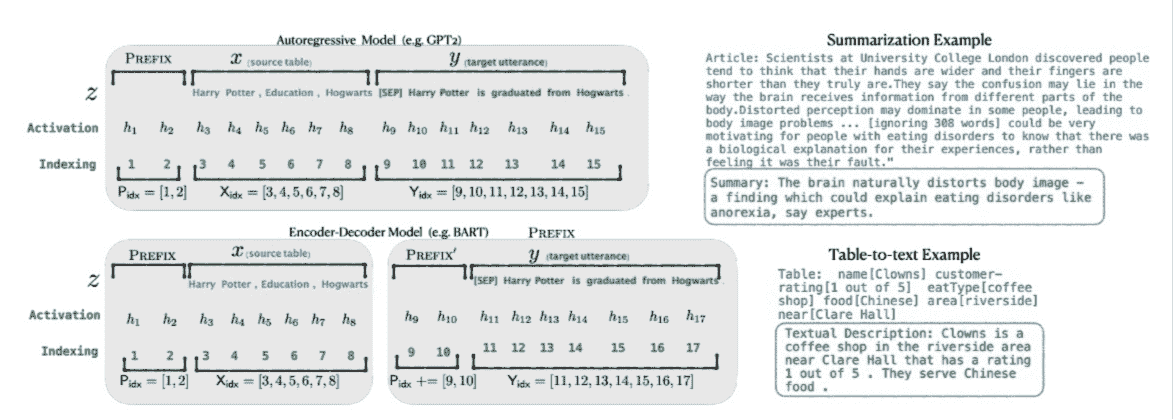 Autoregressive Model (e.g. GPT2)
PREFIX x (source table) y (target utterance)
z Harry Potter , Education , Hogwarts [SEP] Harry Potter is graduated from Hogwarts .
Activation h₁ h₂ h₃ h₄ h₅ h₆ h₇ h₈ h₉ h₁₀ h₁₁ h₁₂ h₁₃ h₁₄ h₁₅
Indexing 1 2 3 4 5 6 7 8 9 10 11 12 13 14 15
P_idx = [1, 2] X_idx = [3, 4, 5, 6, 7, 8] Y_idx = [9, 10, 11, 12, 13, 14, 15]
Encoder-Decoder Model (e.g. BART) PREFIX
PREFIX x (source table) PREFIX′ y (target utterance)
z Harry Potter , Education , Hogwarts [SEP] Harry Potter is graduated from Hogwarts .
Activation h₁ h₂ h₃ h₄ h₅ h₆ h₇ h₈ h₉ h₁₀ h₁₁ h₁₂ h₁₃ h₁₄ h₁₅ h₁₆ h₁₇
Indexing 1 2 3 4 5 6 7 8 9 10 11 12 13 14 15 16 17
P_idx = [1, 2] X_idx = [3, 4, 5, 6, 7, 8] P_idx += [9, 10] Y_idx = [11, 12, 13, 14, 15, 16, 17]
Summarization Example
Article: Scientists at University College London discovered people
tend to think that their hands are wider and their fingers are
shorter than they truly are.They say the confusion may lie in the
way the brain receives information from different parts of the
body.Distorted perception may dominate in some people, leading to
body image problems ... [ignoring 308 words] could be very
motivating for people with eating disorders to know that there was
a biological explanation for their experiences, rather than
feeling it was their fault."
Summary: The brain naturally distorts body image –
a finding which could explain eating disorders like
anorexia, say experts.
Table-to-text Example
Table: name[Clowns] customer-
rating[1 out of 5] eatType[coffee
shop] food[Chinese] area[riverside]
near[Clare Hall]
Textual Description: Clowns is a
coffee shop in the riverside area
near Clare Hall that has a rating
1 out of 5 . They serve Chinese
food .